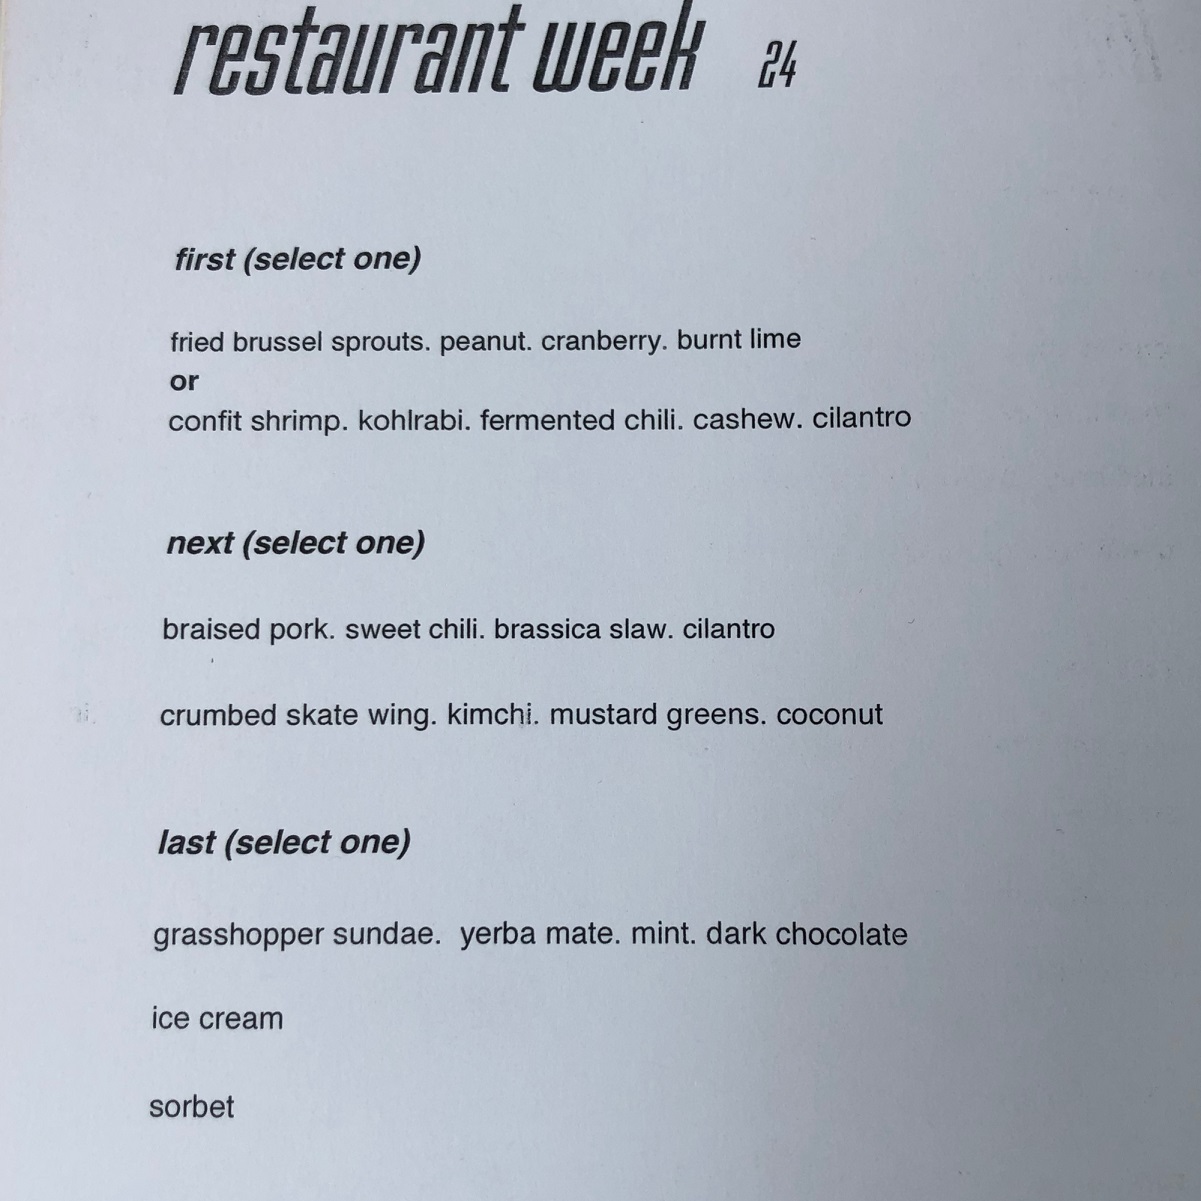 restaurant week 24
first (select one)
fried brussel sprouts. peanut. cranberry. burnt lime
or
confit shrimp. kohlrabi. fermented chili. cashew. cilantro
next (select one)
braised pork. sweet chili. brassica slaw. cilantro
crumbed skate wing. kimchi. mustard greens. coconut
last (select one)
grasshopper sundae. yerba mate. mint. dark chocolate
ice cream
sorbet